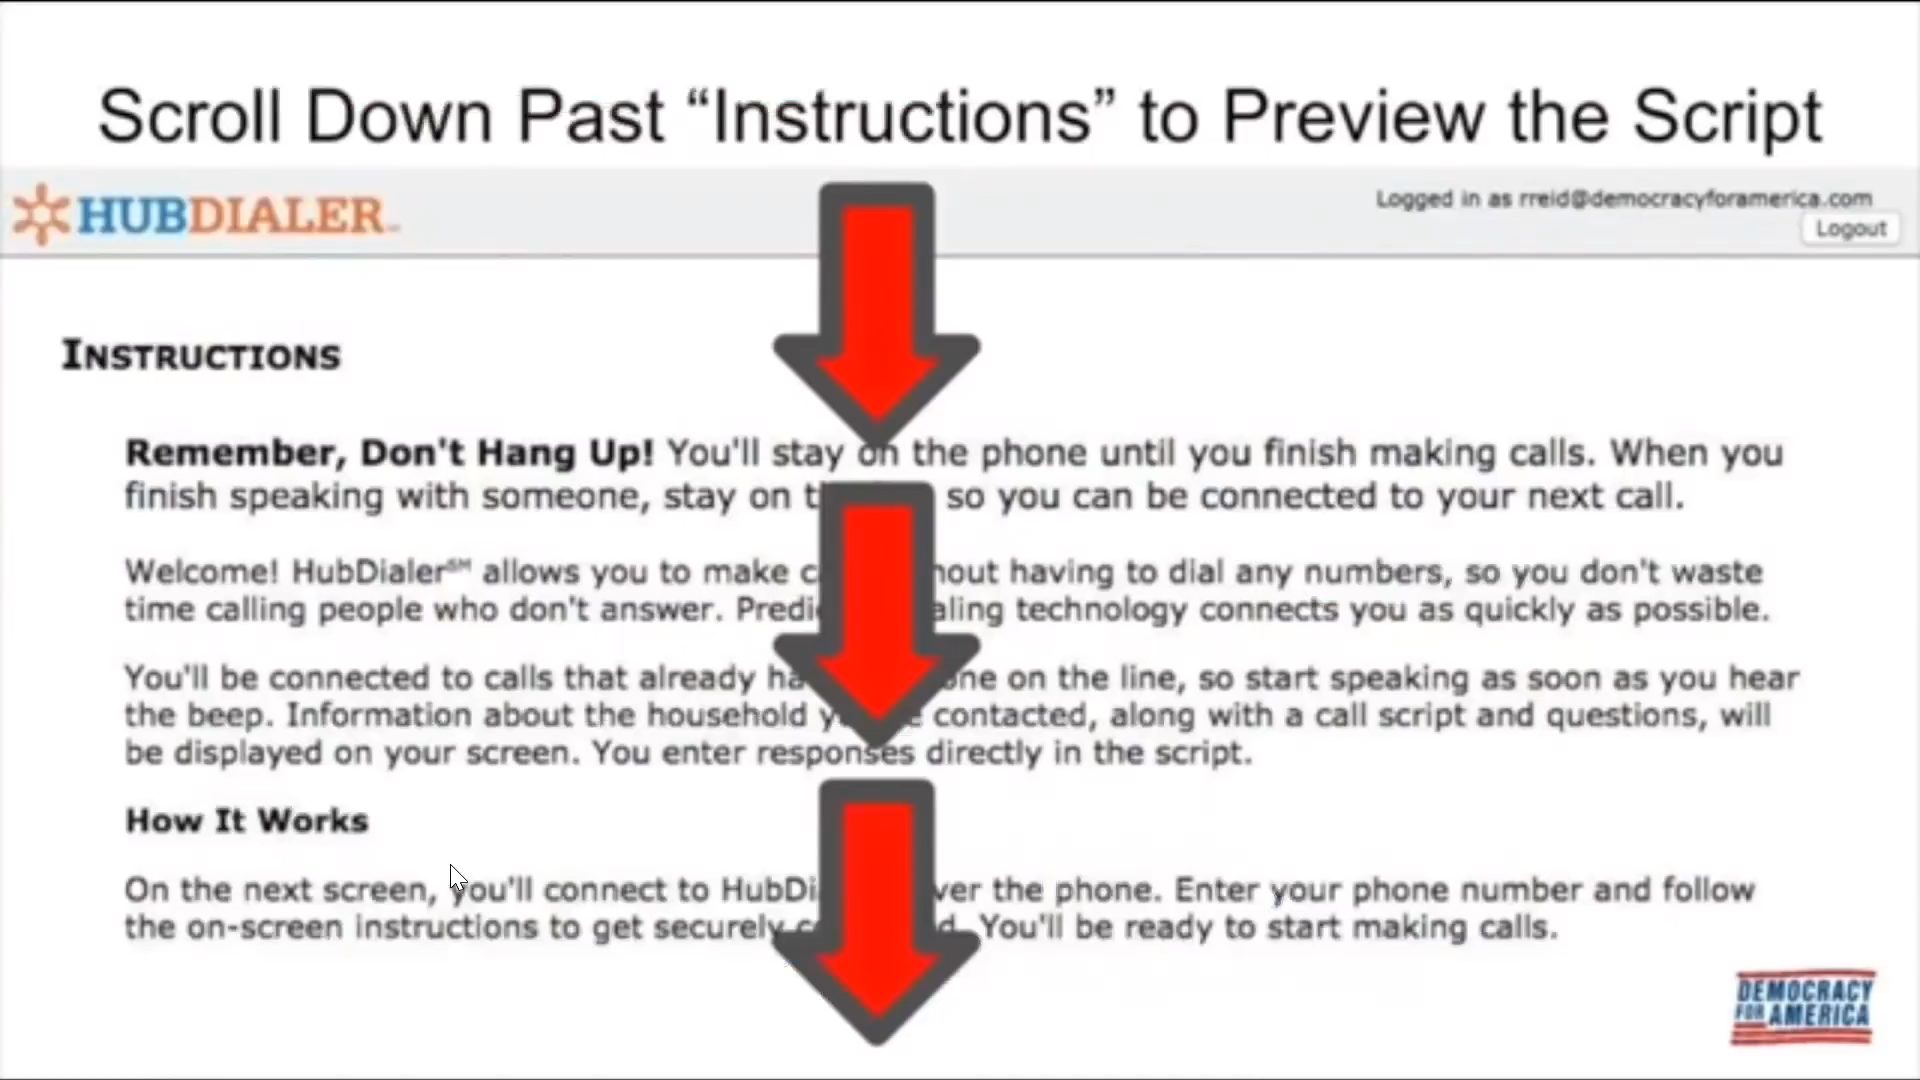 Scroll Down Past “Instructions” to Preview the Script
HUBDIALER
Logged in as rreid@democracyforamerica.com
Logout
INSTRUCTIONS
Remember, Don't Hang Up! You'll stay on the phone until you finish making calls. When you
finish speaking with someone, stay on so you can be connected to your next call.
Welcome! HubDialer℠ allows you to make having to dial any numbers, so you don't waste
time calling people who don't answer. technology connects you as quickly as possible.
You'll be connected to calls that already on the line, so start speaking as soon as you hear
the beep. Information about the household contacted, along with a call script and questions, will
be displayed on your screen. You enter responses directly in the script.
How It Works
On the next screen, you'll connect to the phone. Enter your phone number and follow
the on-screen instructions to get securely You'll be ready to start making calls.
DEMOCRACY
FOR AMERICA